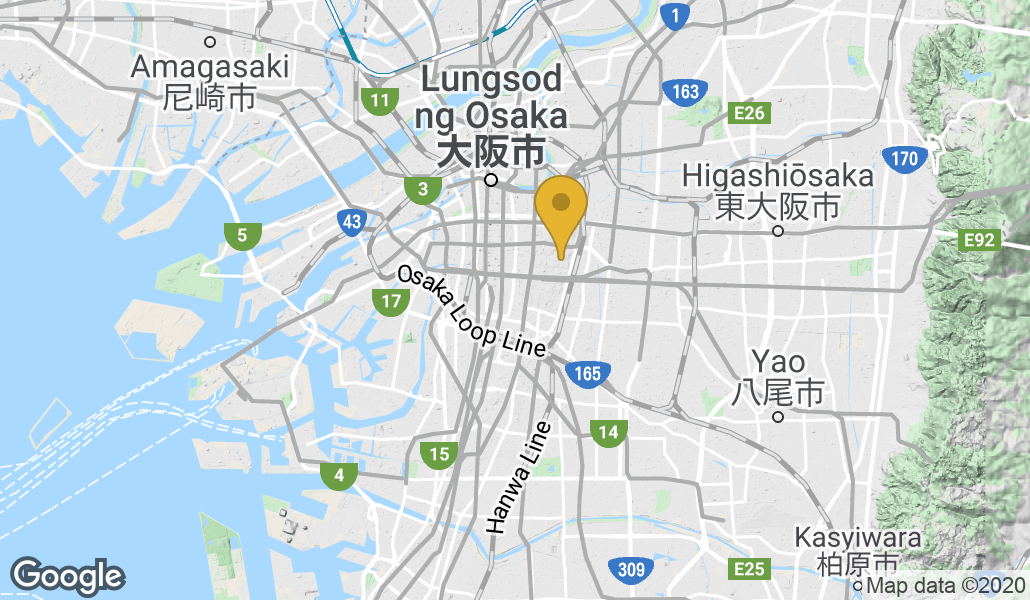 1
Amagasaki
尼崎市
Lungsod
ng Osaka
大阪市
11
163
E26
170
3
Higashiōsaka
東大阪市
43
5
E92
17
Osaka Loop Line
Yao
八尾市
165
14
15
Hanwa Line
4
Kasyiwara
柏原市
309
E25
Google
Map data ©2020